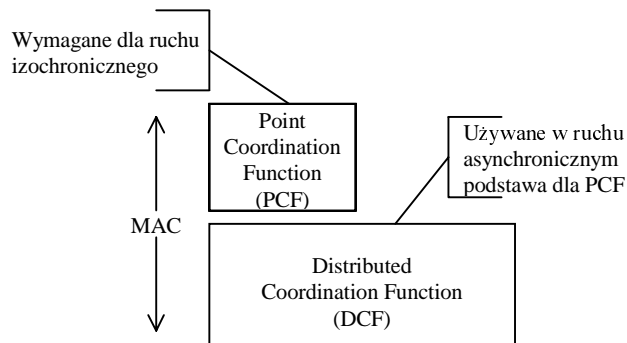 Wymagane dla ruchu
izochronicznego
Point
Coordination
Function
(PCF)
Używane w ruchu
asynchronicznym
podstawa dla PCF
MAC
Distributed
Coordination Function
(DCF)